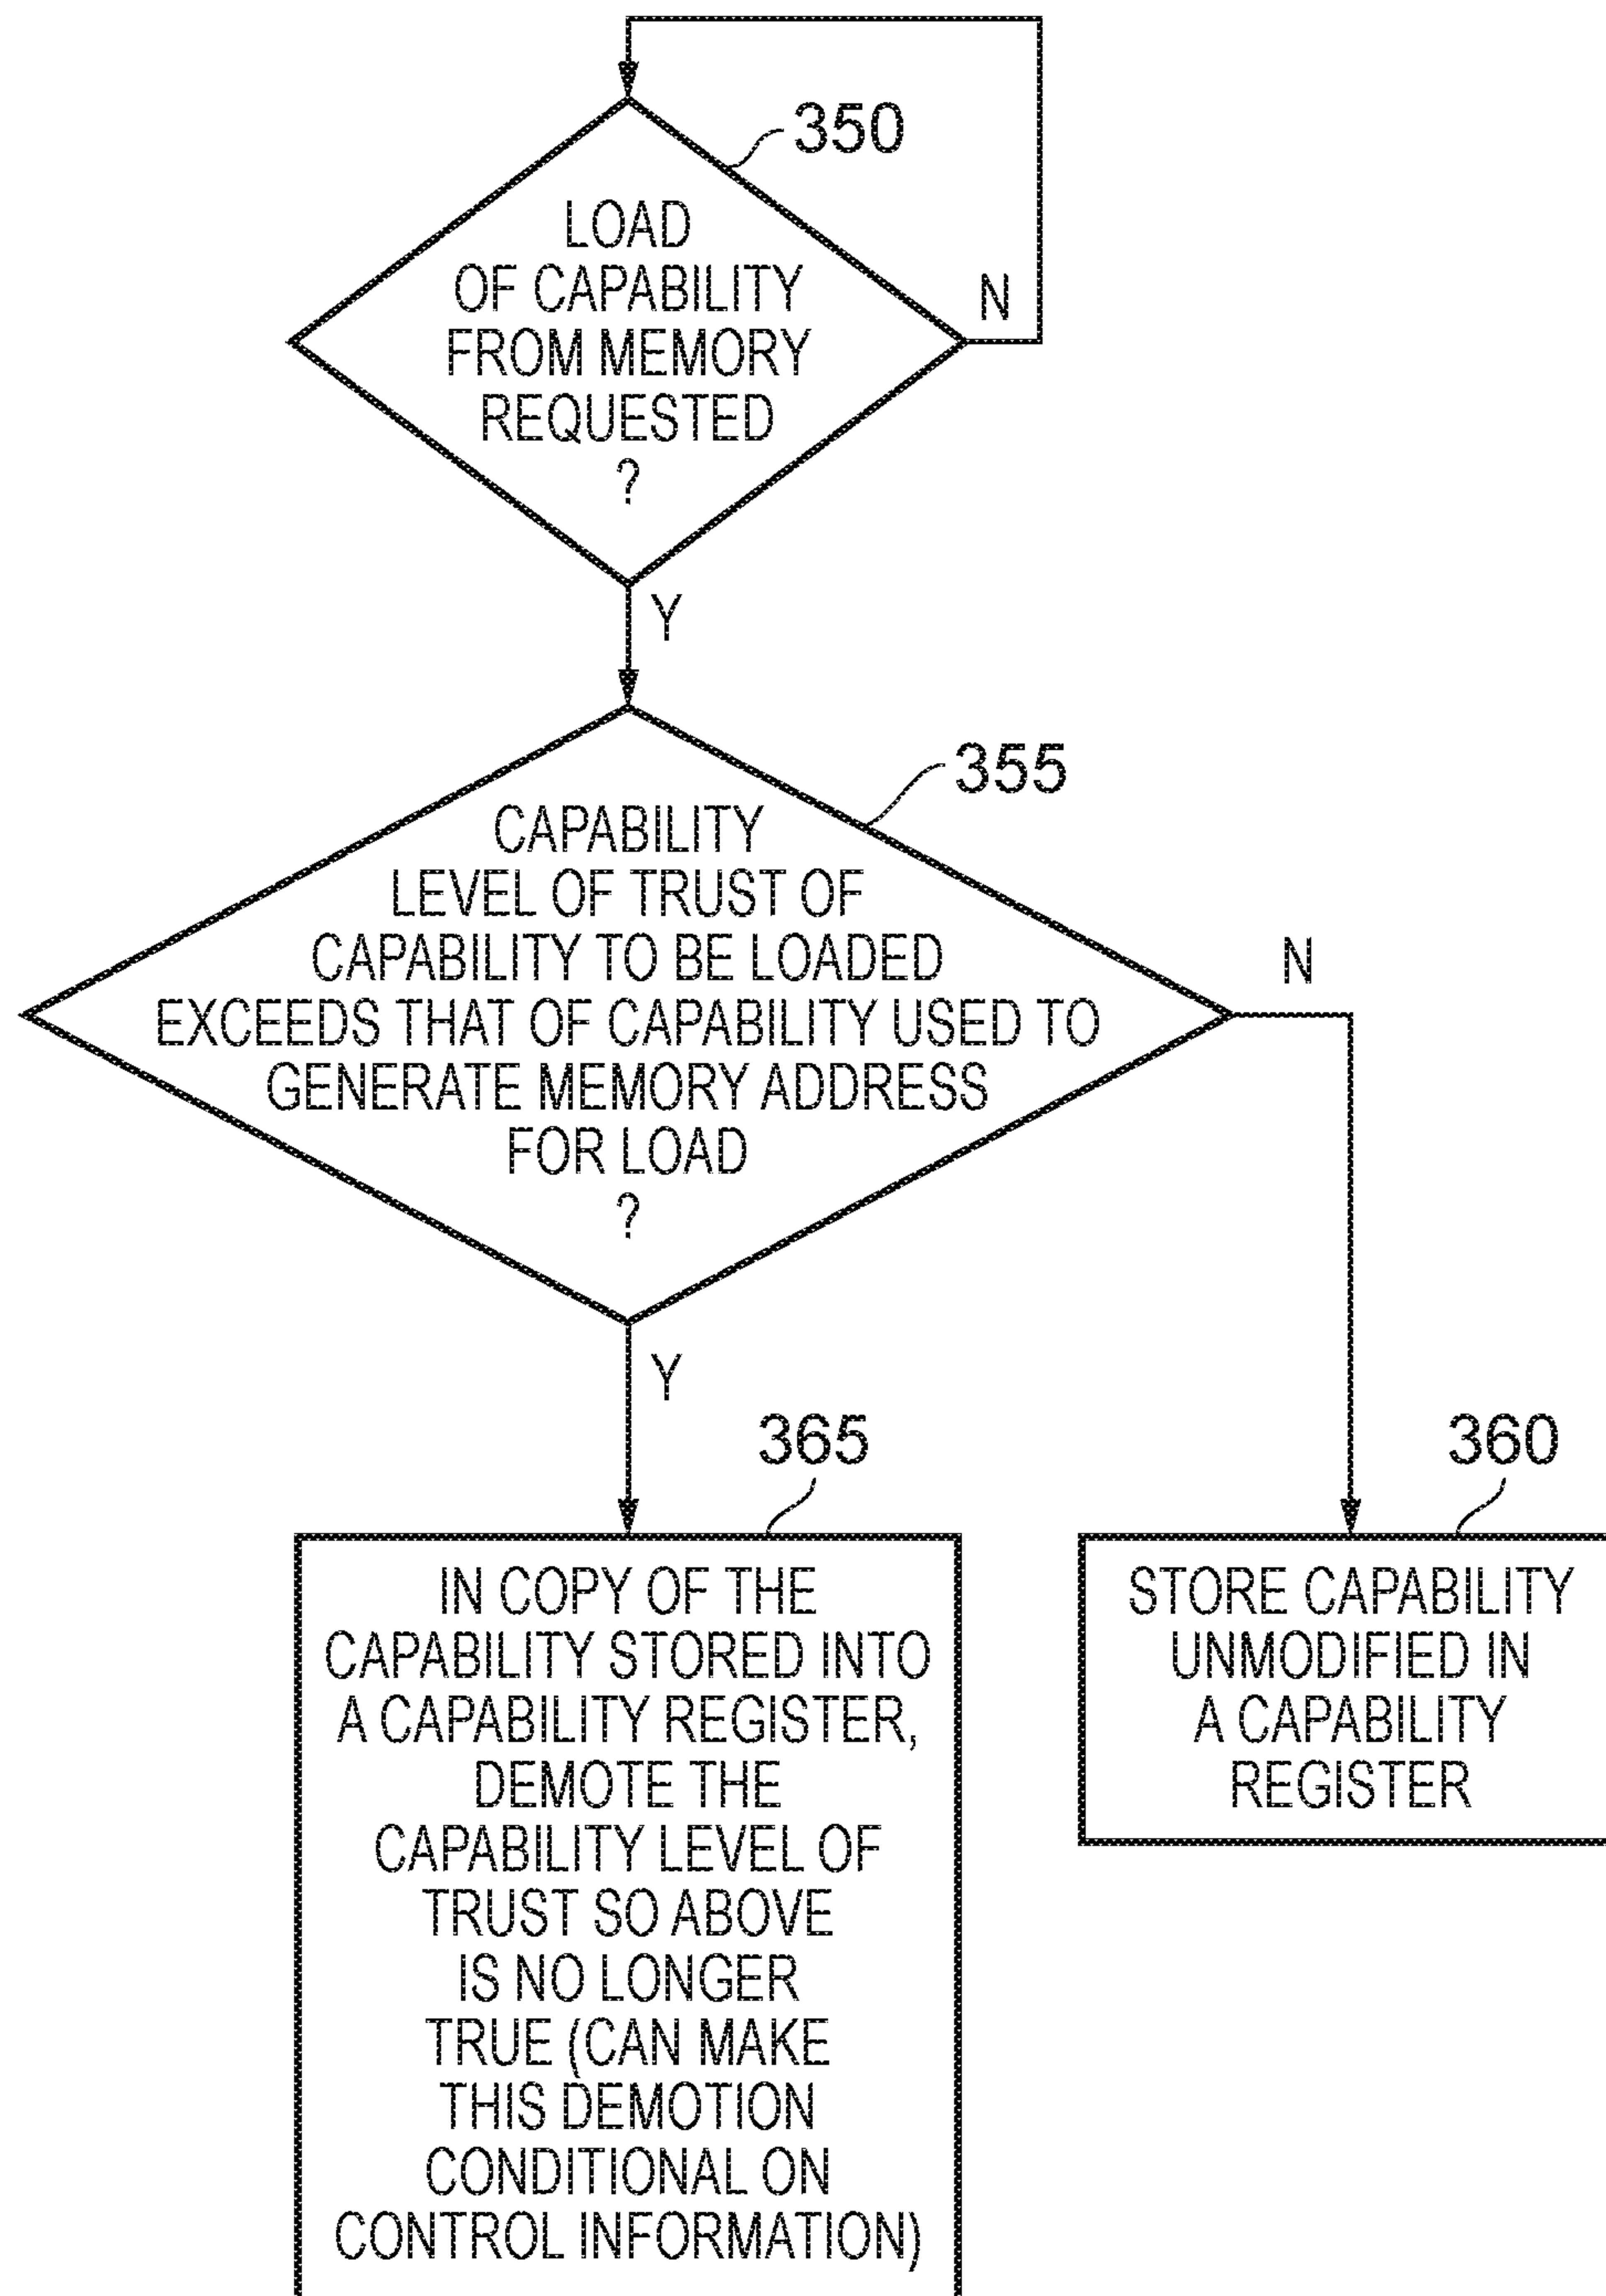 350
LOAD
OF CAPABILITY
FROM MEMORY
REQUESTED
?
N
Y
355
CAPABILITY
LEVEL OF TRUST OF
CAPABILITY TO BE LOADED
EXCEEDS THAT OF CAPABILITY USED TO
GENERATE MEMORY ADDRESS
FOR LOAD
?
N
Y
365
IN COPY OF THE
CAPABILITY STORED INTO
A CAPABILITY REGISTER,
DEMOTE THE
CAPABILITY LEVEL OF
TRUST SO ABOVE
IS NO LONGER
TRUE (CAN MAKE
THIS DEMOTION
CONDITIONAL ON
CONTROL INFORMATION)
360
STORE CAPABILITY
UNMODIFIED IN
A CAPABILITY
REGISTER